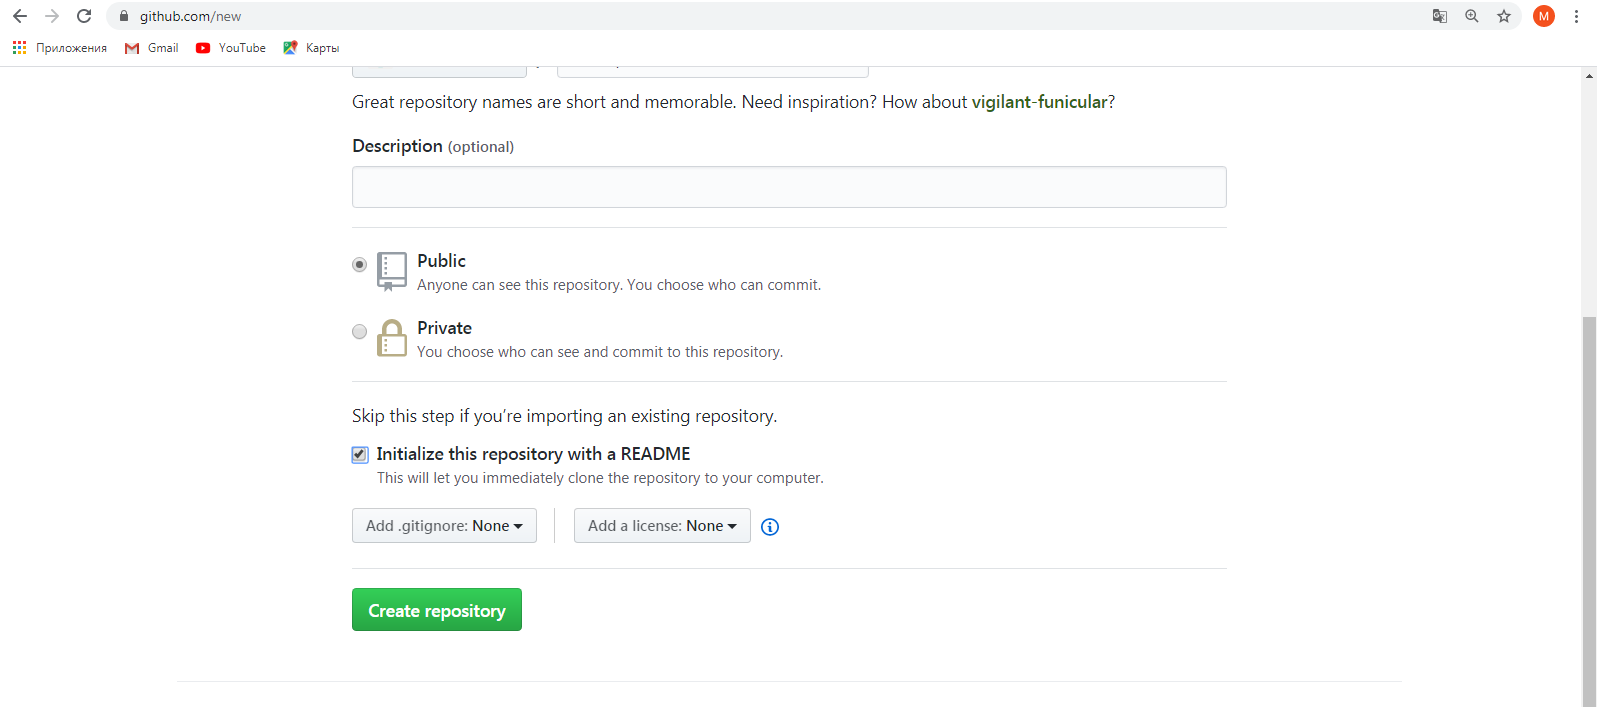 github.com/new
M
Приложения Gmail YouTube Карты
Great repository names are short and memorable. Need inspiration? How about vigilant-funicular?
Description (optional)
Public
Anyone can see this repository. You choose who can commit.
Private
You choose who can see and commit to this repository.
Skip this step if you’re importing an existing repository.
Initialize this repository with a README
This will let you immediately clone the repository to your computer.
Add .gitignore: None Add a license: None
Create repository